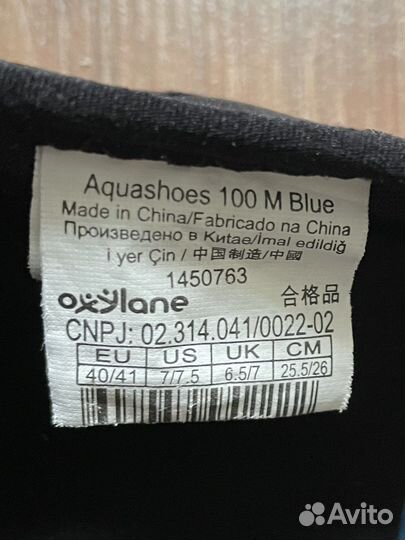 Aquashoes 100 M Blue
Made in China/Fabricado na China
Произведено в Китае/İmal edildiğ
i yer Çin / 中国制造/中國
1450763
oxylane 合格品
CNPJ: 02.314.041/0022-02
EU US UK CM
40/41 7/7.5 6.5/7 25.5/26
Avito